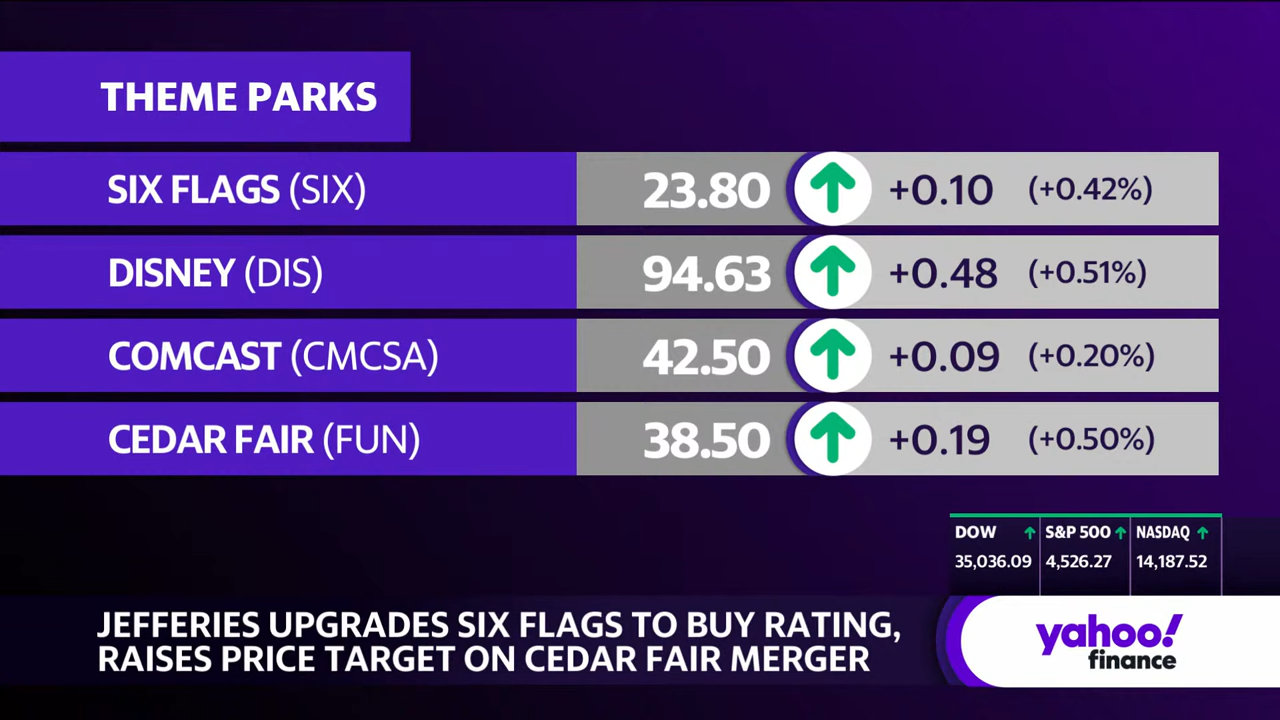 THEME PARKS
SIX FLAGS (SIX) 23.80 +0.10 (+0.42%)
DISNEY (DIS) 94.63 +0.48 (+0.51%)
COMCAST (CMCSA) 42.50 +0.09 (+0.20%)
CEDAR FAIR (FUN) 38.50 +0.19 (+0.50%)
DOW S&P 500 NASDAQ
35,036.09 4,526.27 14,187.52
JEFFERIES UPGRADES SIX FLAGS TO BUY RATING,
RAISES PRICE TARGET ON CEDAR FAIR MERGER
yahoo!
finance